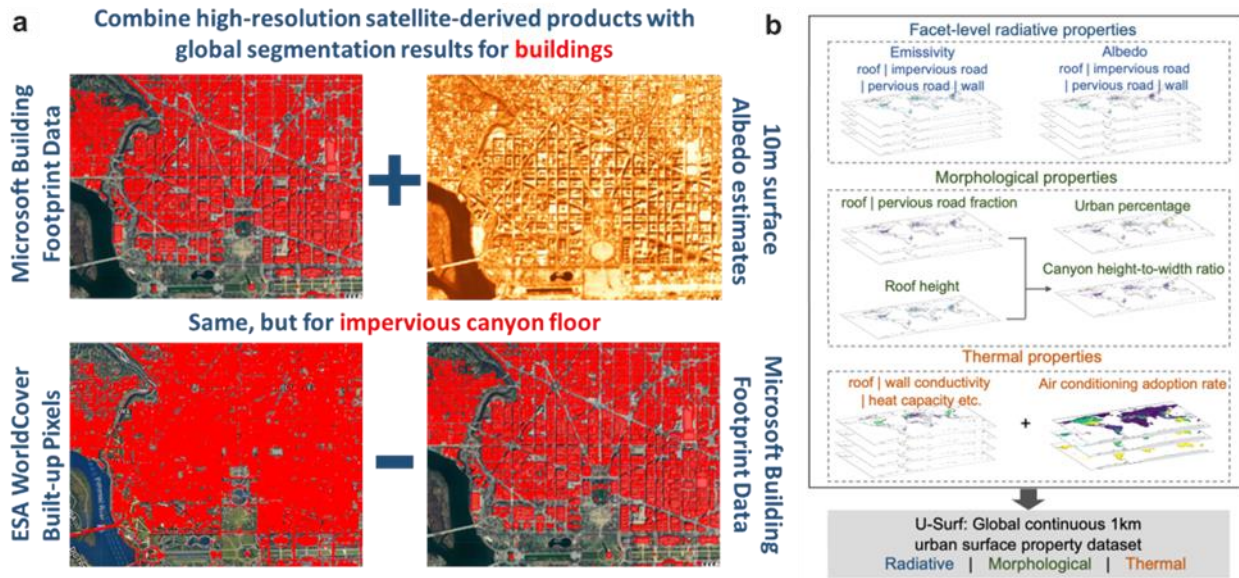 a
Combine high-resolution satellite-derived products with
global segmentation results for buildings
Microsoft Building
Footprint Data
10m surface
Albedo estimates
Same, but for impervious canyon floor
ESA WorldCover
Built-up Pixels
Microsoft Building
Footprint Data
b
Facet-level radiative properties
Emissivity
roof | impervious road
| pervious road | wall
Albedo
roof | impervious road
| pervious road | wall
Morphological properties
roof | pervious road fraction
Urban percentage
Roof height
Canyon height-to-width ratio
Thermal properties
roof | wall conductivity
| heat capacity etc.
+
Air conditioning adoption rate
U-Surf: Global continuous 1km
urban surface property dataset
Radiative | Morphological | Thermal